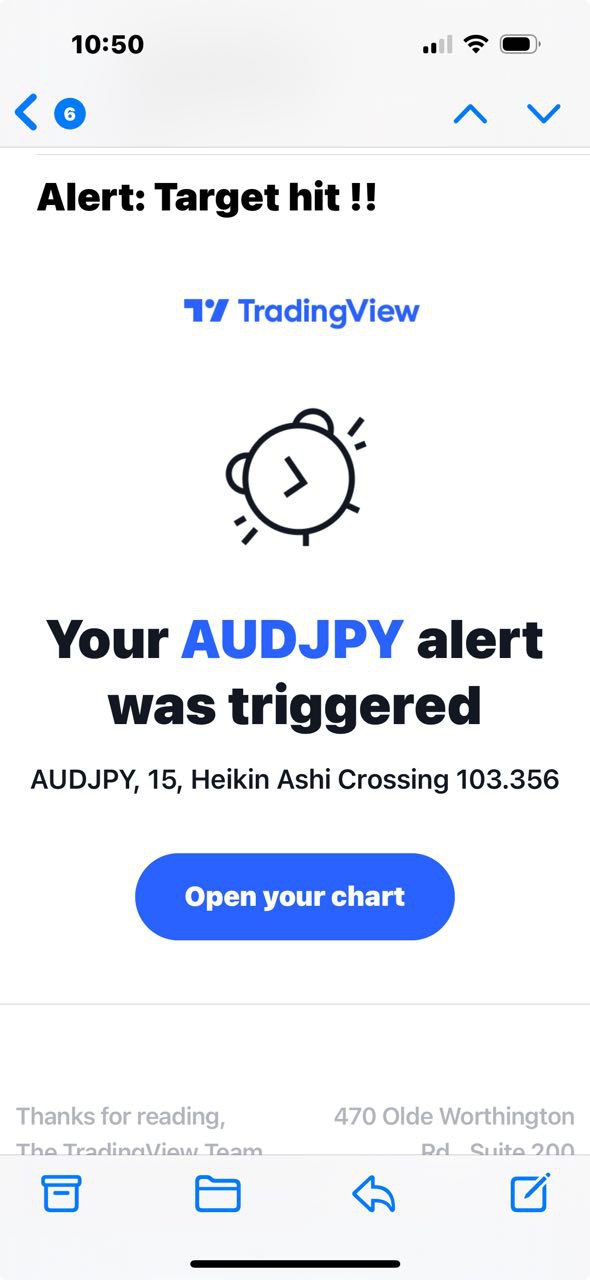 10:50
6
Alert: Target hit !!
TradingView
Your AUDJPY alert
was triggered
AUDJPY, 15, Heikin Ashi Crossing 103.356
Open your chart
Thanks for reading,
470 Olde Worthington
The TradingView Team
Rd., Suite 200